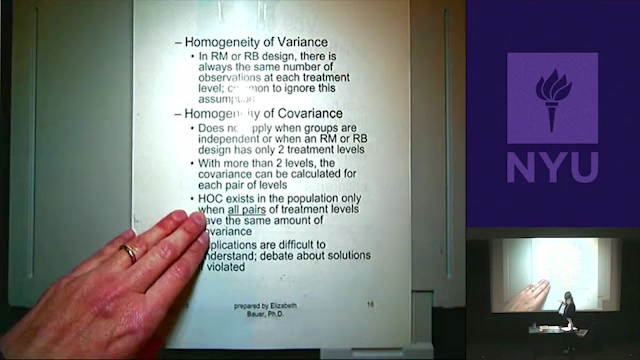 – Homogeneity of Variance
• In RM or RB design, there is
always the same number of
observations at each treatment
level; common to ignore this
assumption
– Homogeneity of Covariance
• Does not apply when groups are
independent or when an RM or RB
design has only 2 treatment levels
• With more than 2 levels, the
covariance can be calculated for
each pair of levels
• HOC exists in the population only
when all pairs of treatment levels
have the same amount of
covariance
plications are difficult to
nderstand; debate about solutions
violated
prepared by Elizabeth
Bauer, Ph.D.
16
NYU